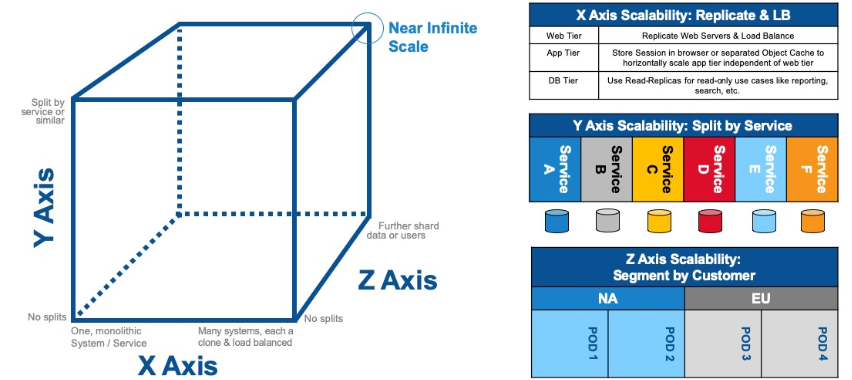 Near Infinite
Scale
Split by
service or
similar
Y Axis
Further shard
data or users
Z Axis
No splits
No splits
One, monolithic
System / Service
Many systems, each a
clone & load balanced
X Axis
X Axis Scalability: Replicate & LB
Web Tier
Replicate Web Servers & Load Balance
App Tier
Store Session in browser or separated Object Cache to
horizontally scale app tier independent of web tier
DB Tier
Use Read-Replicas for read-only use cases like reporting,
search, etc.
Y Axis Scalability: Split by Service
Service
A
Service
B
Service
C
Service
D
Service
E
Service
F
Z Axis Scalability:
Segment by Customer
NA
EU
POD 1
POD 2
POD 3
POD 4